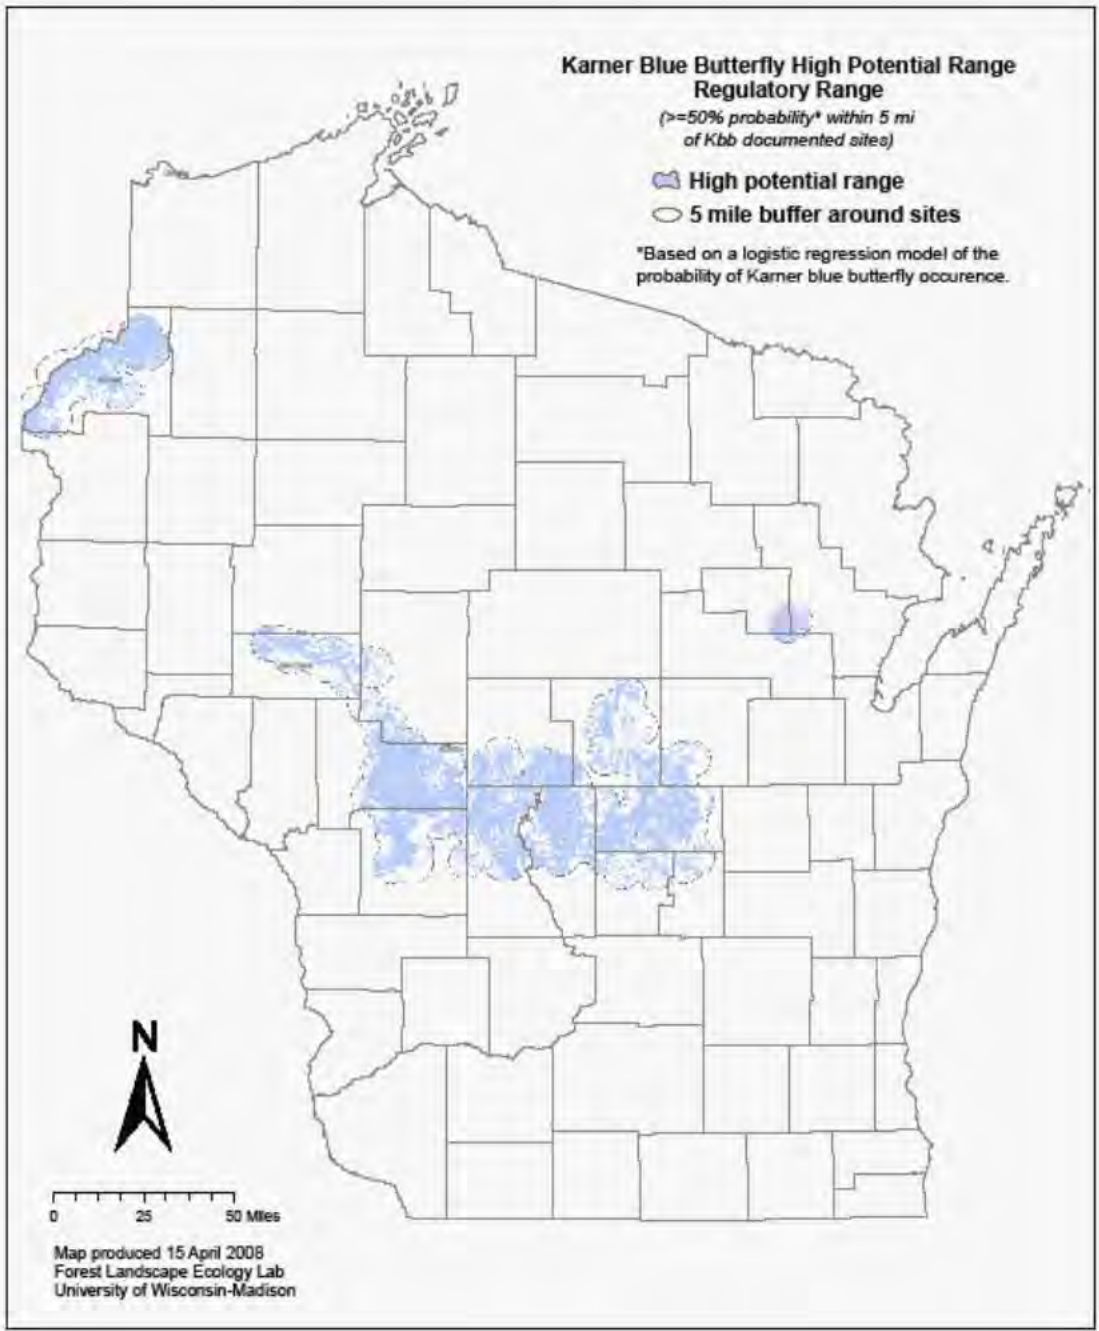 Karner Blue Butterfly High Potential Range
Regulatory Range
(>=50% probability* within 5 mi
of Kbb documented sites)
High potential range
5 mile buffer around sites
*Based on a logistic regression model of the
probability of Karner blue butterfly occurence.
N
0 25 50 Miles
Map produced 15 April 2008
Forest Landscape Ecology Lab
University of Wisconsin-Madison